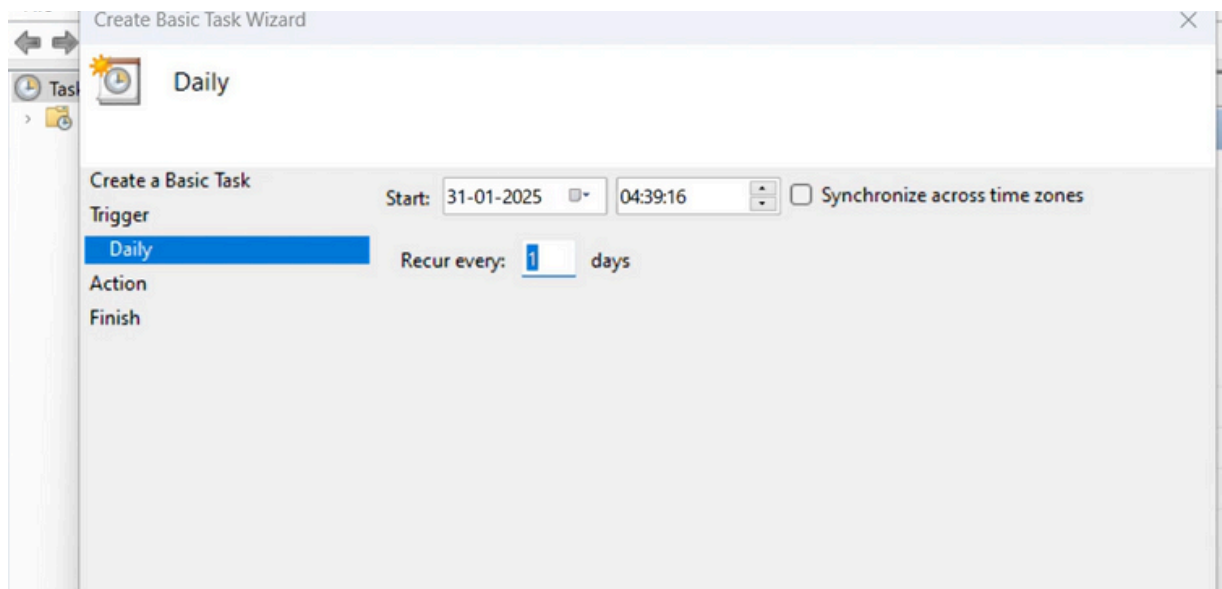 Create Basic Task Wizard
Daily
Create a Basic Task
Trigger
Daily
Action
Finish
Start: 31-01-2025 04:39:16 Synchronize across time zones
Recur every: 1 days